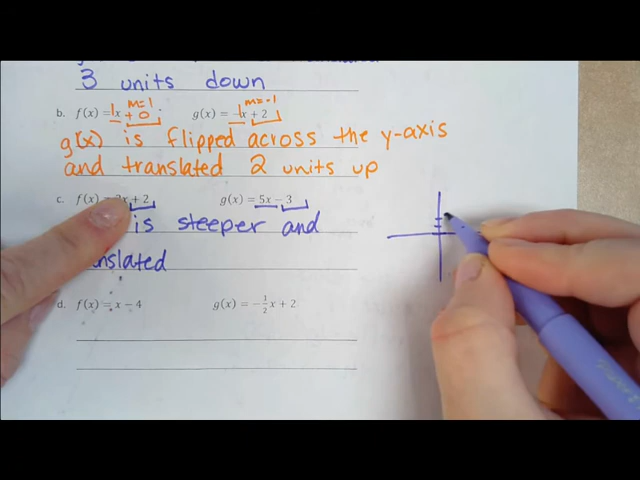 3 units down
m=1 m=-1
b. f(x) = 1x + 0 g(x) = -1x + 2
g(x) is flipped across the y-axis
and translated 2 units up
c. f(x) + 2 g(x) = 5x − 3
is steeper and
d. f(x) = x − 4 g(x) = −1/2x + 2